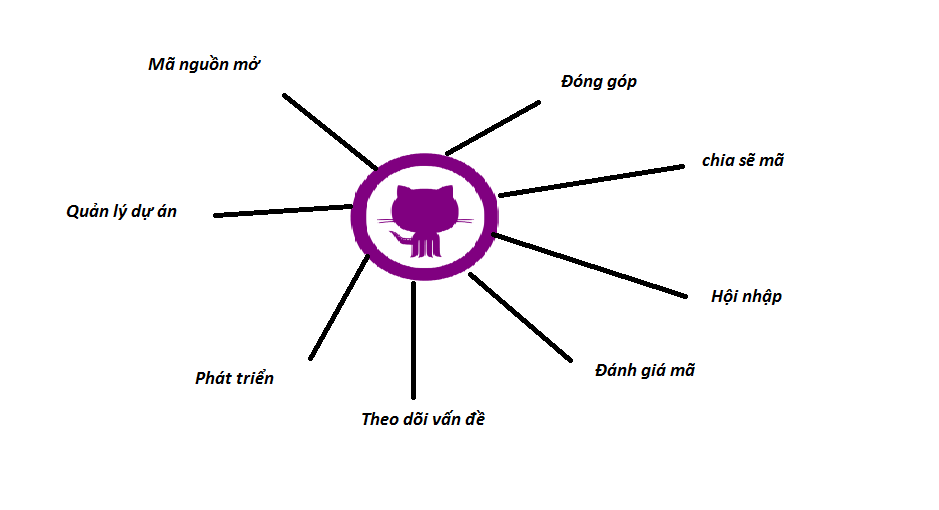 Mã nguồn mở
Đóng góp
chia sẽ mã
Quản lý dự án
Hội nhập
Đánh giá mã
Phát triển
Theo dõi vấn đề